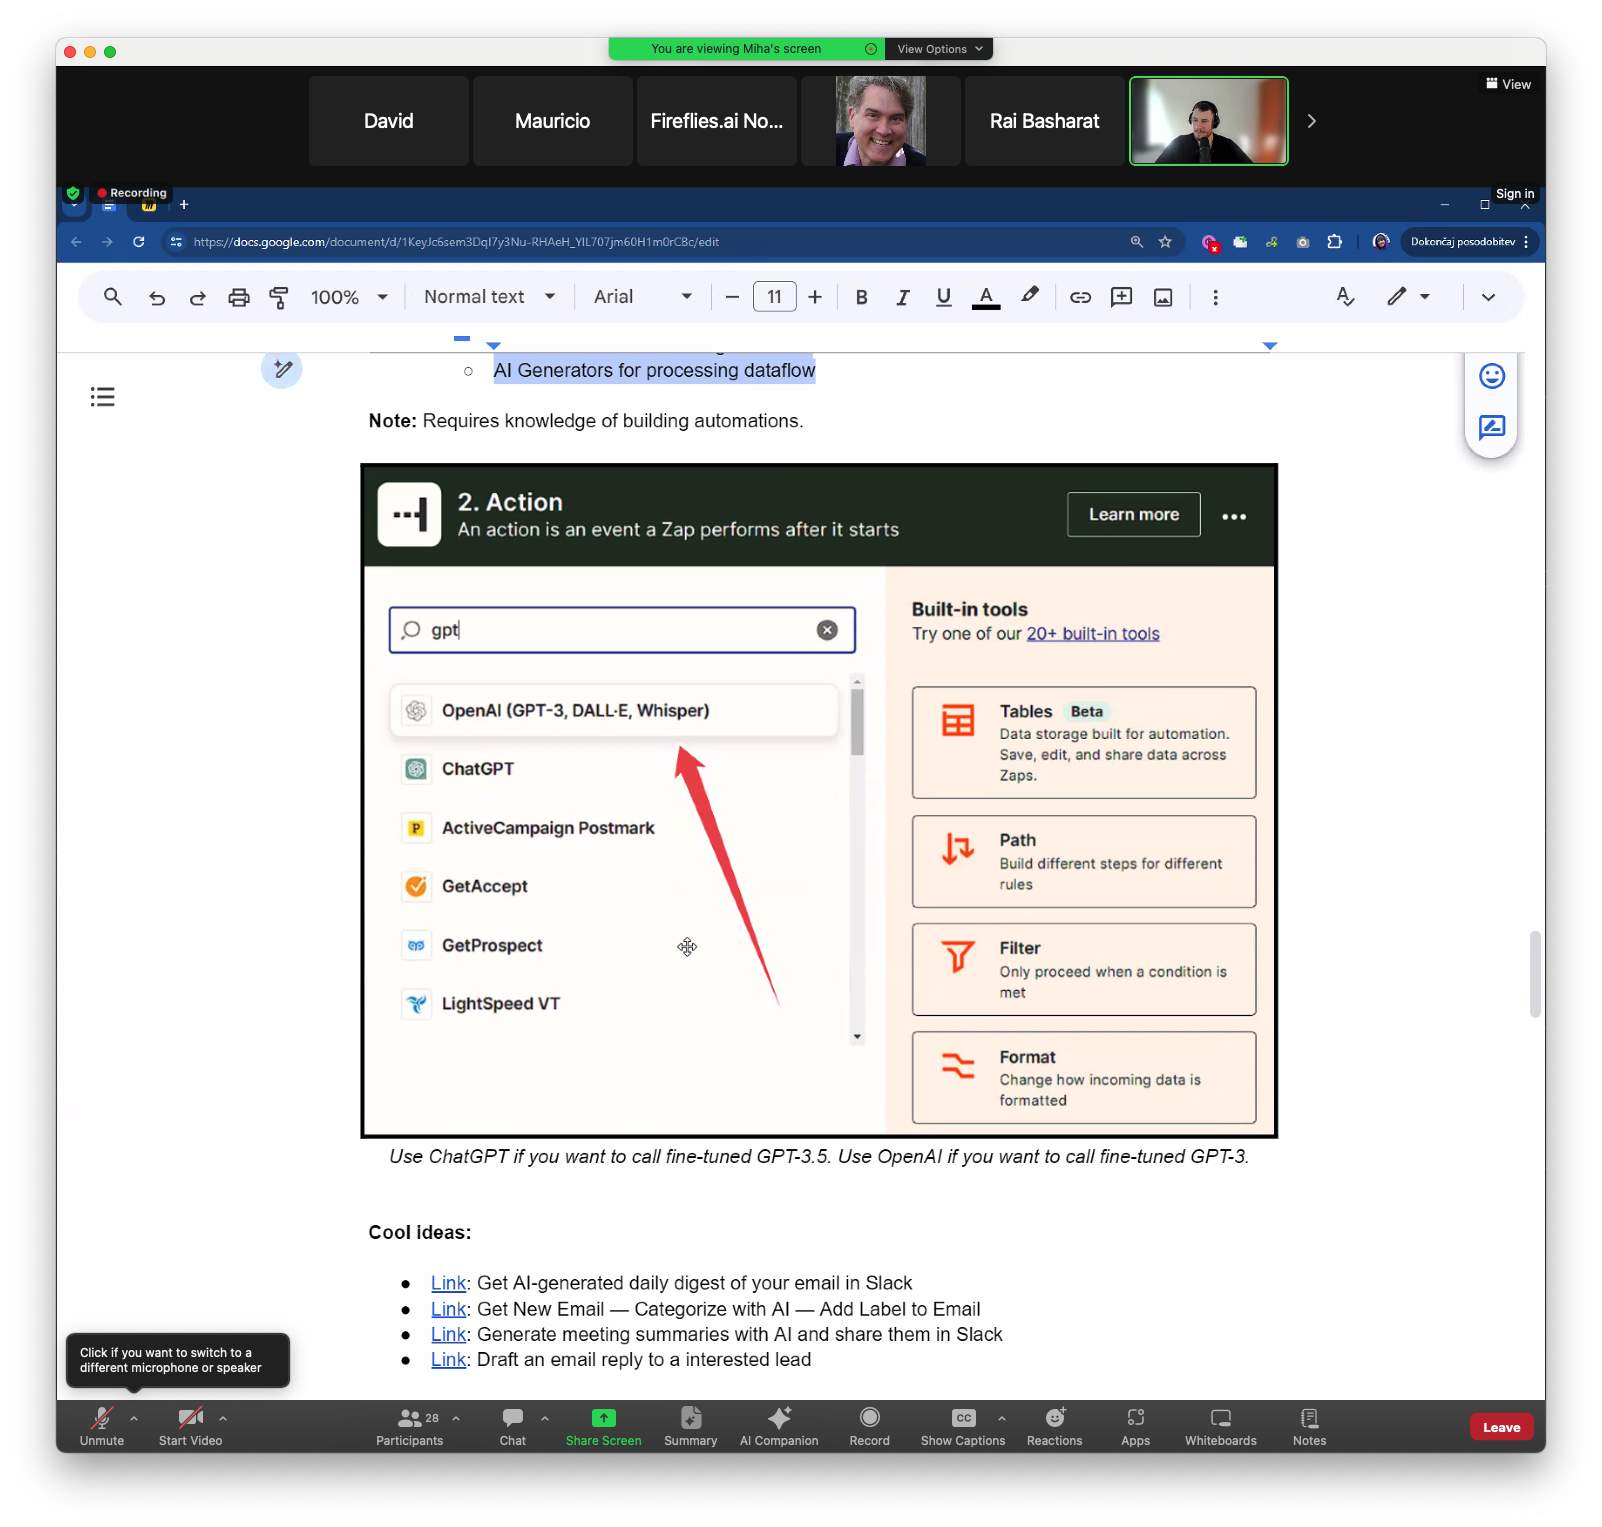 You are viewing Miha's screen
View Options
View
David
Mauricio
Fireflies.ai No...
Rai Basharat
Recording
Sign in
https://docs.google.com/document/d/1KeyJc6sem3DqI7y3Nu-RHAeH_YIL707jm60H1m0rC8c/edit
Dokončaj posodobitev
100%
Normal text
Arial
11
B
I
U
A
AI Generators for processing dataflow
Note: Requires knowledge of building automations.
2. Action
An action is an event a Zap performs after it starts
Learn more
gpt
OpenAI (GPT-3, DALL·E, Whisper)
ChatGPT
ActiveCampaign Postmark
GetAccept
GetProspect
LightSpeed VT
Built-in tools
Try one of our 20+ built-in tools
Tables Beta
Data storage built for automation.
Save, edit, and share data across
Zaps.
Path
Build different steps for different
rules
Filter
Only proceed when a condition is
met
Format
Change how incoming data is
formatted
Use ChatGPT if you want to call fine-tuned GPT-3.5. Use OpenAI if you want to call fine-tuned GPT-3.
Cool ideas:
● Link: Get AI-generated daily digest of your email in Slack
● Link: Get New Email — Categorize with AI — Add Label to Email
● Link: Generate meeting summaries with AI and share them in Slack
● Link: Draft an email reply to a interested lead
Click if you want to switch to a
different microphone or speaker
Unmute
Start Video
28
Participants
Chat
Share Screen
Summary
AI Companion
Record
CC
Show Captions
Reactions
Apps
Whiteboards
Notes
Leave